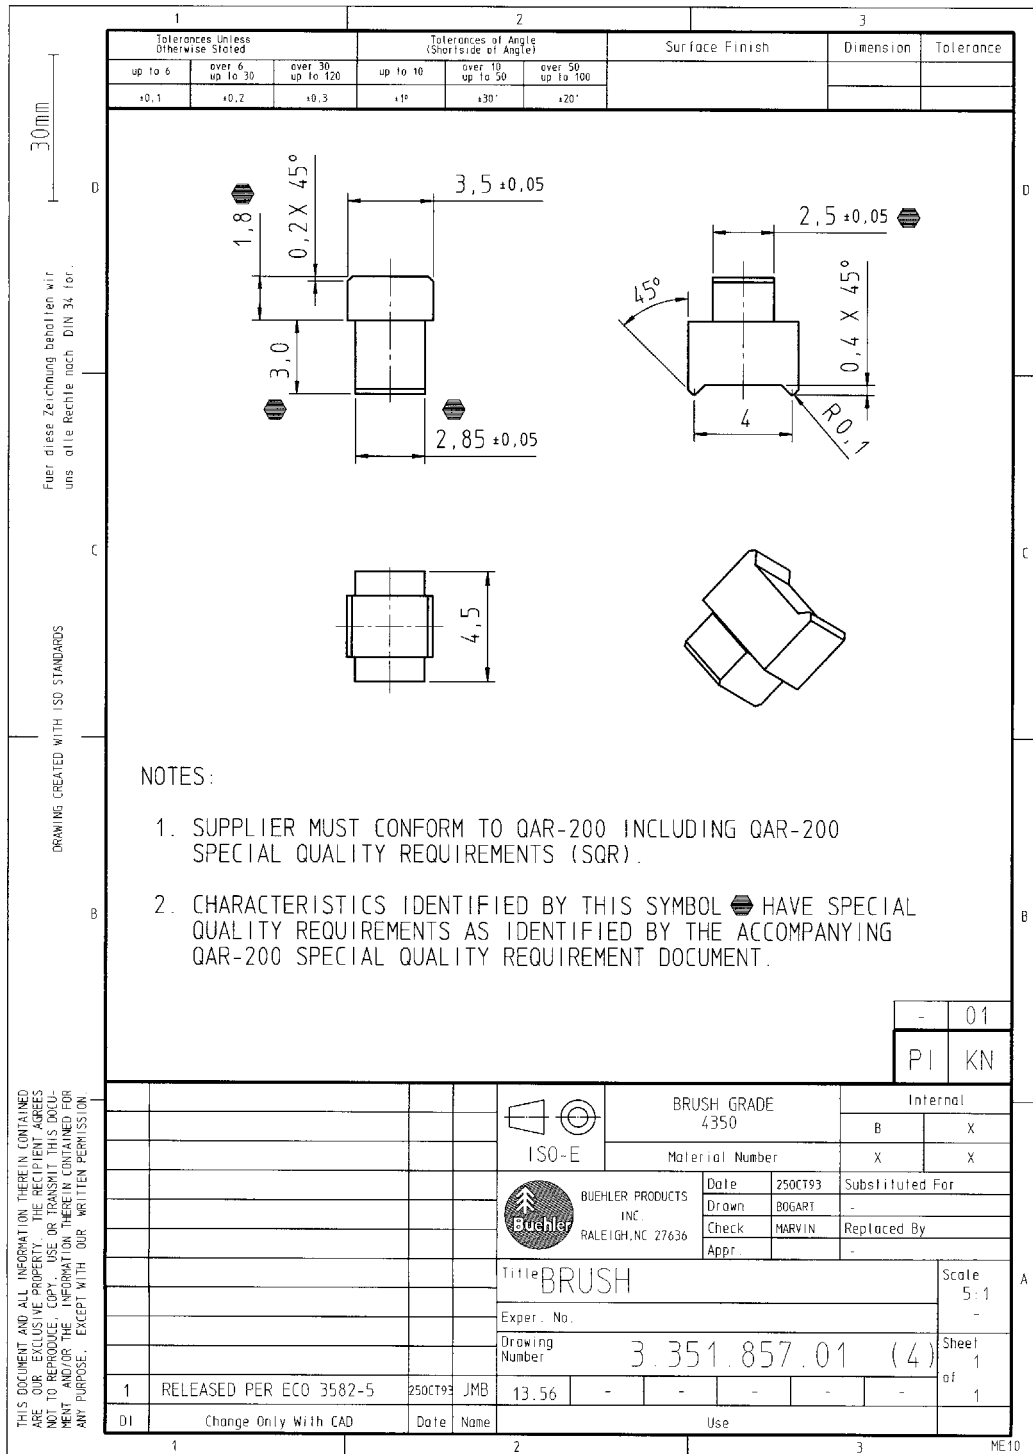 1 2 3
Tolerances Unless
Otherwise Stated
Tolerances of Angle
(Shortside of Angle)
Surface Finish
Dimension
Tolerance
up to 6
over 6
up to 30
over 30
up to 120
up to 10
over 10
up to 50
over 50
up to 100
±0,1
±0,2
±0,3
±1º
±30'
±20'
30mm
D
D
Fuer diese Zeichnung behalten wir
uns alle Rechte nach DIN 34 for.
1,8
0,2 X 45°
3,5 ±0,05
3,0
2,85 ±0,05
2,5 ±0,05
45°
0,4 X 45°
4
R0,1
C
C
4,5
DRAWING CREATED WITH ISO STANDARDS
NOTES:
1. SUPPLIER MUST CONFORM TO QAR-200 INCLUDING QAR-200
SPECIAL QUALITY REQUIREMENTS (SQR).
2. CHARACTERISTICS IDENTIFIED BY THIS SYMBOL HAVE SPECIAL
QUALITY REQUIREMENTS AS IDENTIFIED BY THE ACCOMPANYING
QAR-200 SPECIAL QUALITY REQUIREMENT DOCUMENT.
B
B
- 01
PI KN
THIS DOCUMENT AND ALL INFORMATION THEREIN CONTAINED
ARE OUR EXCLUSIVE PROPERTY. THE RECIPIENT AGREES
NOT TO REPRODUCE, COPY, USE OR TRANSMIT THIS DOCU-
MENT AND/OR THE INFORMATION THEREIN CONTAINED FOR
ANY PURPOSE, EXCEPT WITH OUR WRITTEN PERMISSION
ISO-E
BRUSH GRADE
4350
Material Number
Internal
B X
X X
Buehler
BUEHLER PRODUCTS
INC.
RALEIGH,NC 27636
Date 25OCT93
Drawn BOGART
Check MARVIN
Appr.
Substituted For
-
Replaced By
-
Title BRUSH
Scale
5:1
-
Exper. No.
Drawing
Number
3.351.857.01 (4)
Sheet
1
of
1
A
1 RELEASED PER ECO 3582-5 25OCT93 JMB
13.56 - - - - -
DI Change Only With CAD Date Name
Use
1 2 3 ME10